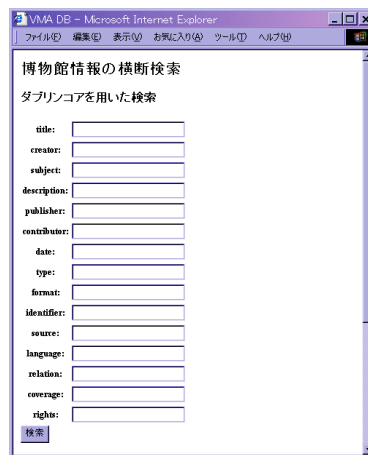 VMA DB - Microsoft Internet Explorer
ファイル(F) 編集(E) 表示(V) お気に入り(A) ツール(T) ヘルプ(H)
博物館情報の横断検索
ダブリンコアを用いた検索
title:
creator:
subject:
description:
publisher:
contributor:
date:
type:
format:
identifier:
source:
language:
relation:
coverage:
rights:
検索